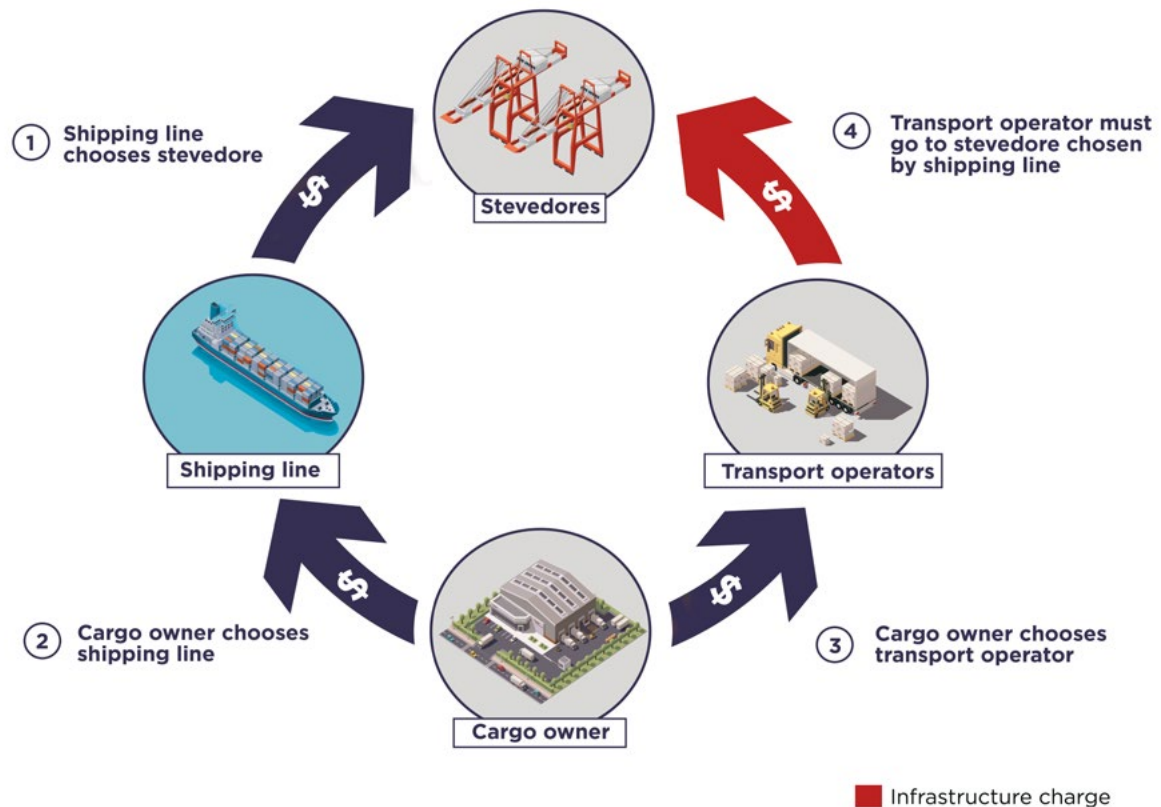 1
Shipping line
chooses stevedore
$
Stevedores
$
4
Transport operator must
go to stevedore chosen
by shipping line
Shipping line
Transport operators
2
Cargo owner chooses
shipping line
$
Cargo owner
$
3
Cargo owner chooses
transport operator
Infrastructure charge